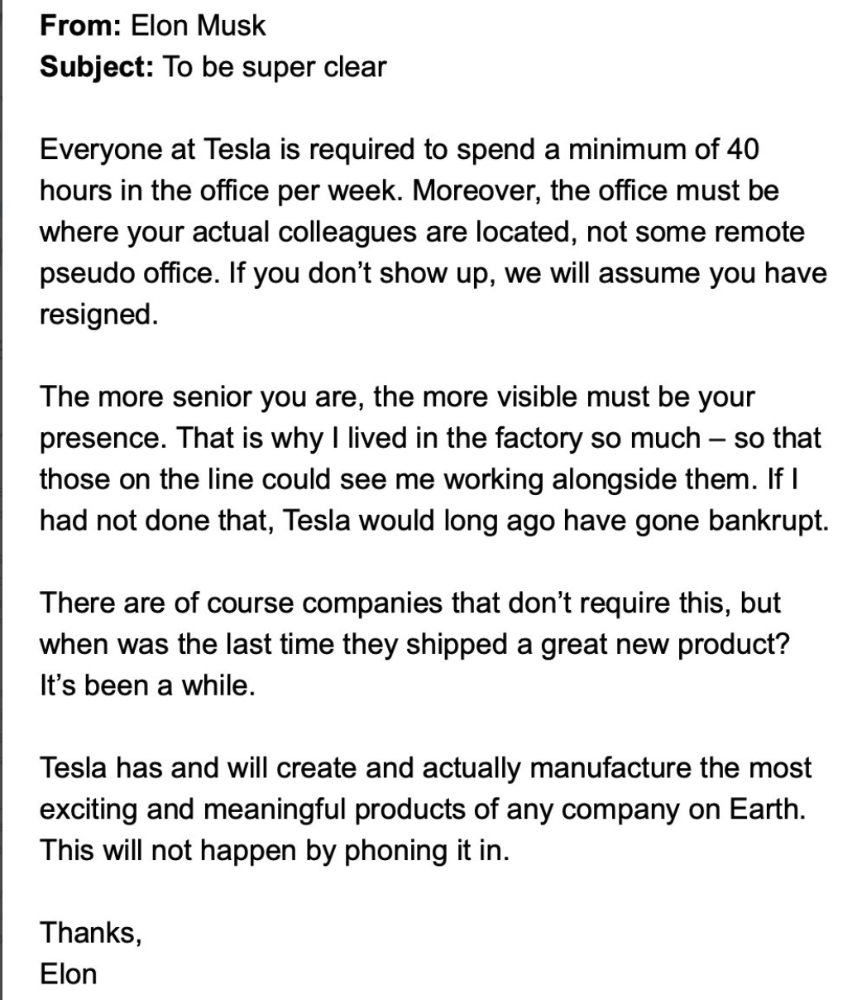 From: Elon Musk
Subject: To be super clear
Everyone at Tesla is required to spend a minimum of 40
hours in the office per week. Moreover, the office must be
where your actual colleagues are located, not some remote
pseudo office. If you don’t show up, we will assume you have
resigned.
The more senior you are, the more visible must be your
presence. That is why I lived in the factory so much – so that
those on the line could see me working alongside them. If I
had not done that, Tesla would long ago have gone bankrupt.
There are of course companies that don’t require this, but
when was the last time they shipped a great new product?
It’s been a while.
Tesla has and will create and actually manufacture the most
exciting and meaningful products of any company on Earth.
This will not happen by phoning it in.
Thanks,
Elon